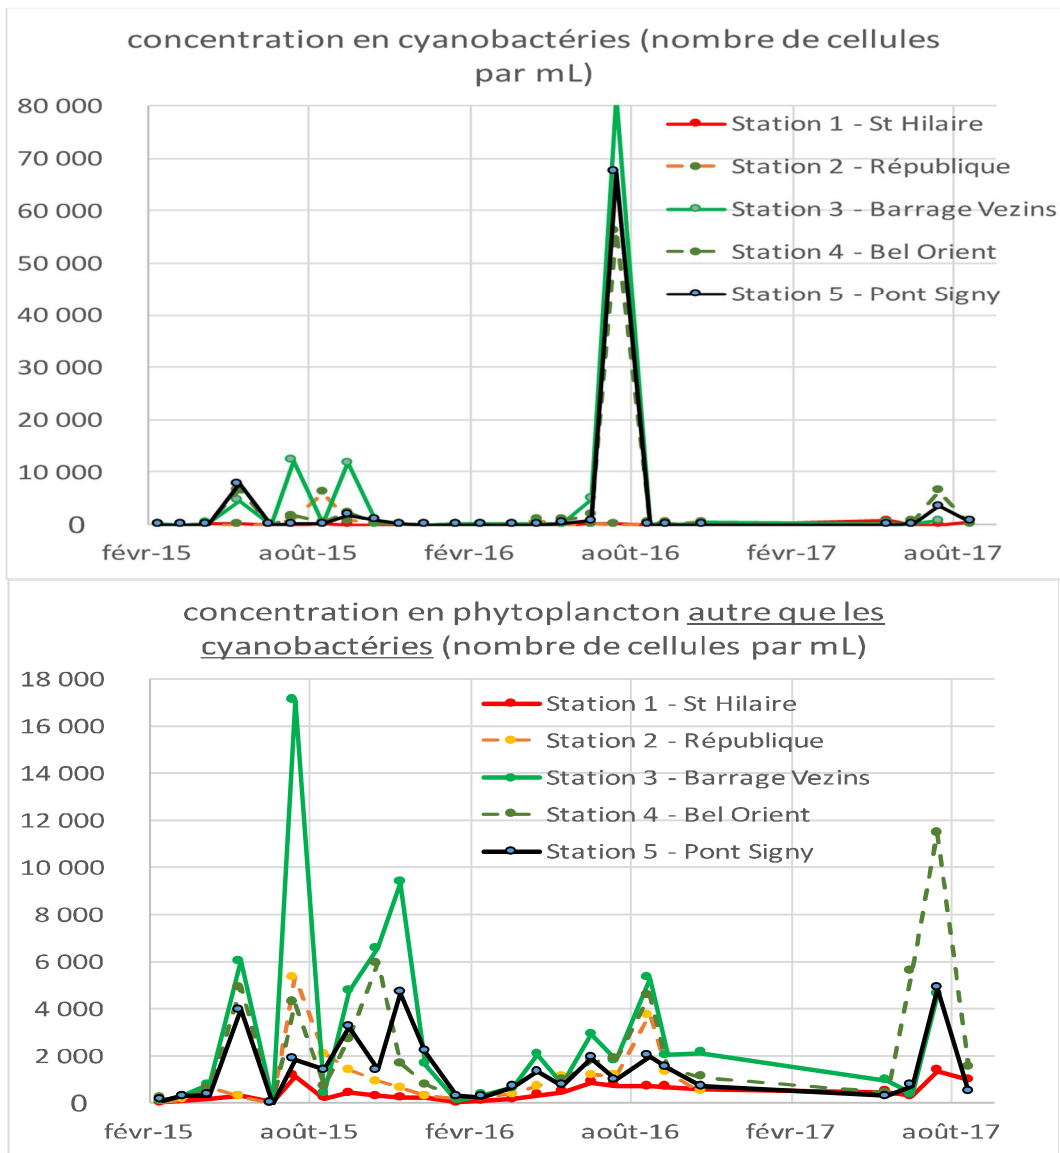 concentration en cyanobactéries (nombre de cellules
par mL)
80 000
70 000
60 000
50 000
40 000
30 000
20 000
10 000
0
Station 1 - St Hilaire
Station 2 - République
Station 3 - Barrage Vezins
Station 4 - Bel Orient
Station 5 - Pont Signy
févr-15 août-15 févr-16 août-16 févr-17 août-17
concentration en phytoplancton autre que les
cyanobactéries (nombre de cellules par mL)
18 000
16 000
14 000
12 000
10 000
8 000
6 000
4 000
2 000
0
Station 1 - St Hilaire
Station 2 - République
Station 3 - Barrage Vezins
Station 4 - Bel Orient
Station 5 - Pont Signy
févr-15 août-15 févr-16 août-16 févr-17 août-17